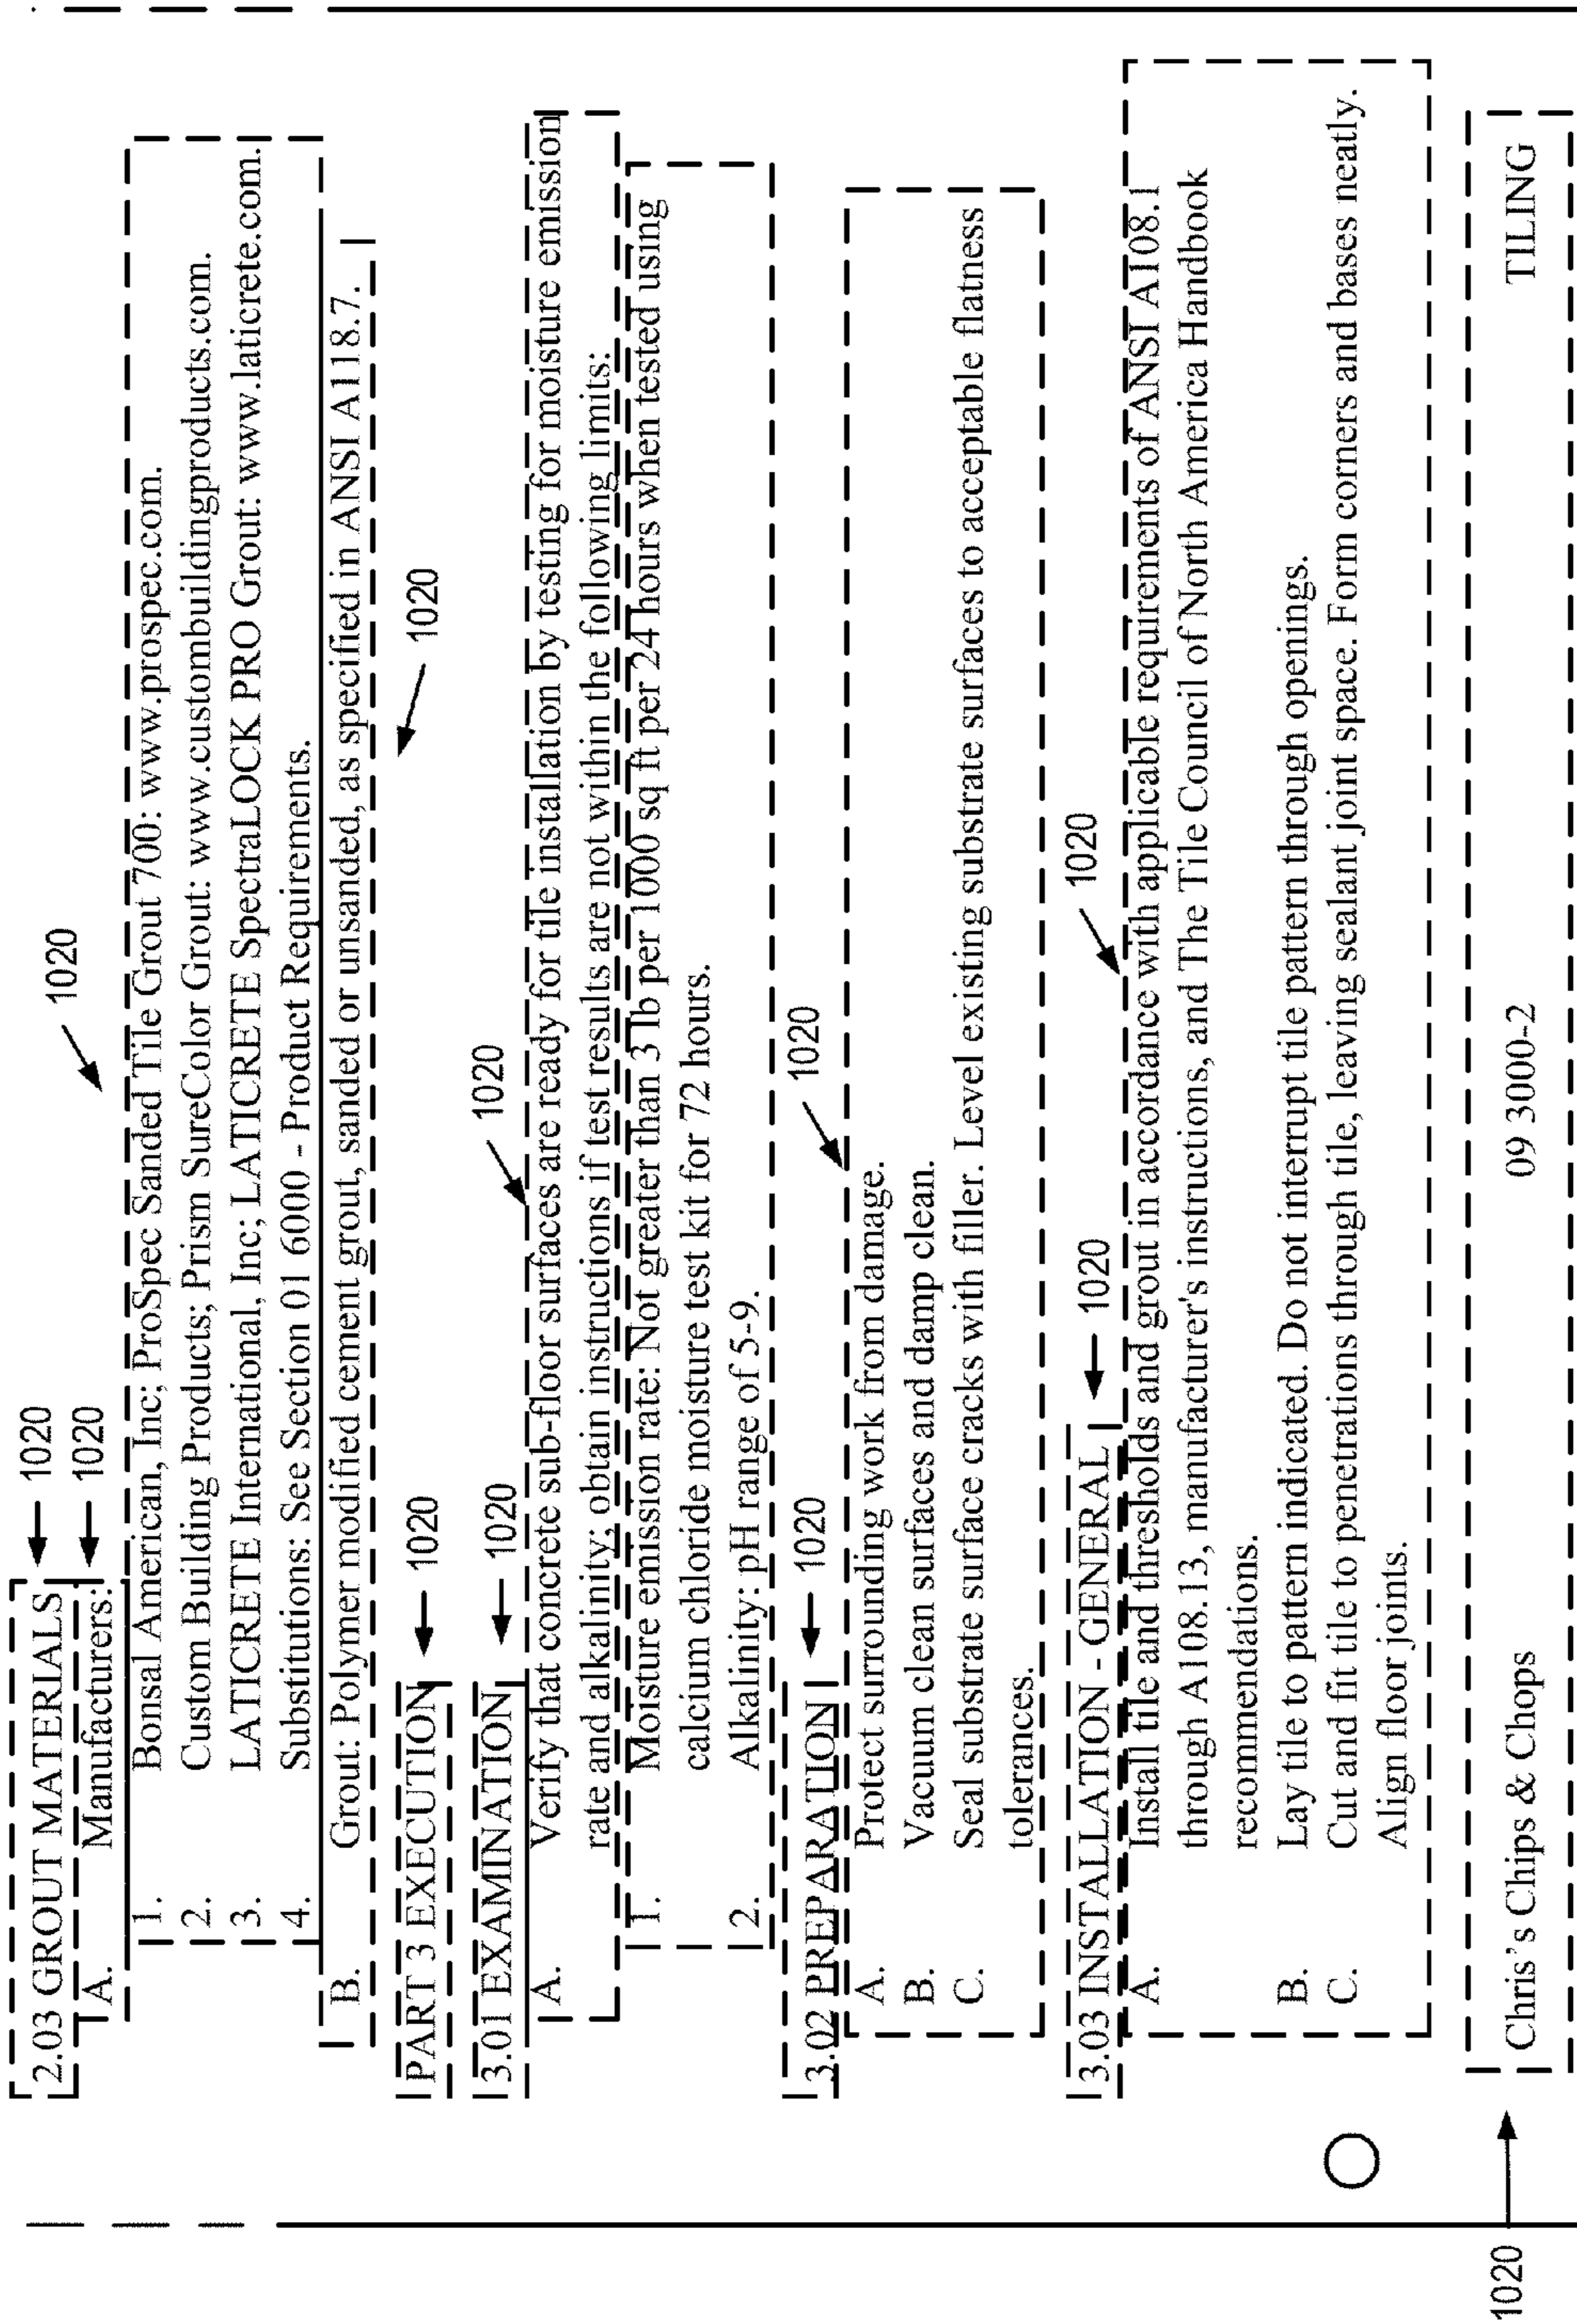 2.03 GROUT MATERIALS 1020
A. Manufacturers: 1020
1020
1. Bonsal American, Inc; ProSpec Sanded Tile Grout 700: www.prospec.com.
2. Custom Building Products; Prism SureColor Grout: www.custombuildingproducts.com.
3. LATICRETE International, Inc; LATICRETE SpectraLOCK PRO Grout: www.laticrete.com.
4. Substitutions: See Section 01 6000 - Product Requirements.
B. Grout: Polymer modified cement grout, sanded or unsanded, as specified in ANSI A118.7.
1020
PART 3 EXECUTION 1020
3.01 EXAMINATION 1020
1020
A. Verify that concrete sub-floor surfaces are ready for tile installation by testing for moisture emission
rate and alkalinity; obtain instructions if test results are not within the following limits:
1. Moisture emission rate: Not greater than 3 lb per 1000 sq ft per 24 hours when tested using
calcium chloride moisture test kit for 72 hours.
2. Alkalinity: pH range of 5-9.
3.02 PREPARATION 1020
1020
A. Protect surrounding work from damage.
B. Vacuum clean surfaces and damp clean.
C. Seal substrate surface cracks with filler. Level existing substrate surfaces to acceptable flatness
tolerances.
3.03 INSTALLATION - GENERAL 1020
1020
A. Install tile and thresholds and grout in accordance with applicable requirements of ANSI A108.1
through A108.13, manufacturer's instructions, and The Tile Council of North America Handbook
recommendations.
B. Lay tile to pattern indicated. Do not interrupt tile pattern through openings.
C. Cut and fit tile to penetrations through tile, leaving sealant joint space. Form corners and bases neatly.
Align floor joints.
1020 Chris's Chips & Chops 09 3000-2 TILING